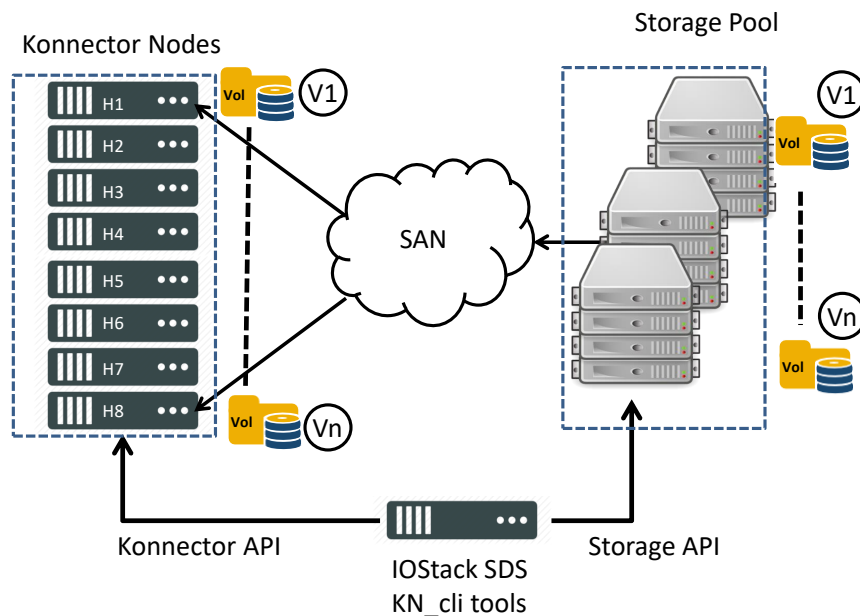 Konnector Nodes
Storage Pool
H1
H2
H3
H4
H5
H6
H7
H8
Vol
V1
Vol
Vn
SAN
Vol
V1
Vn
Vol
Konnector API
Storage API
IOStack SDS
KN_cli tools